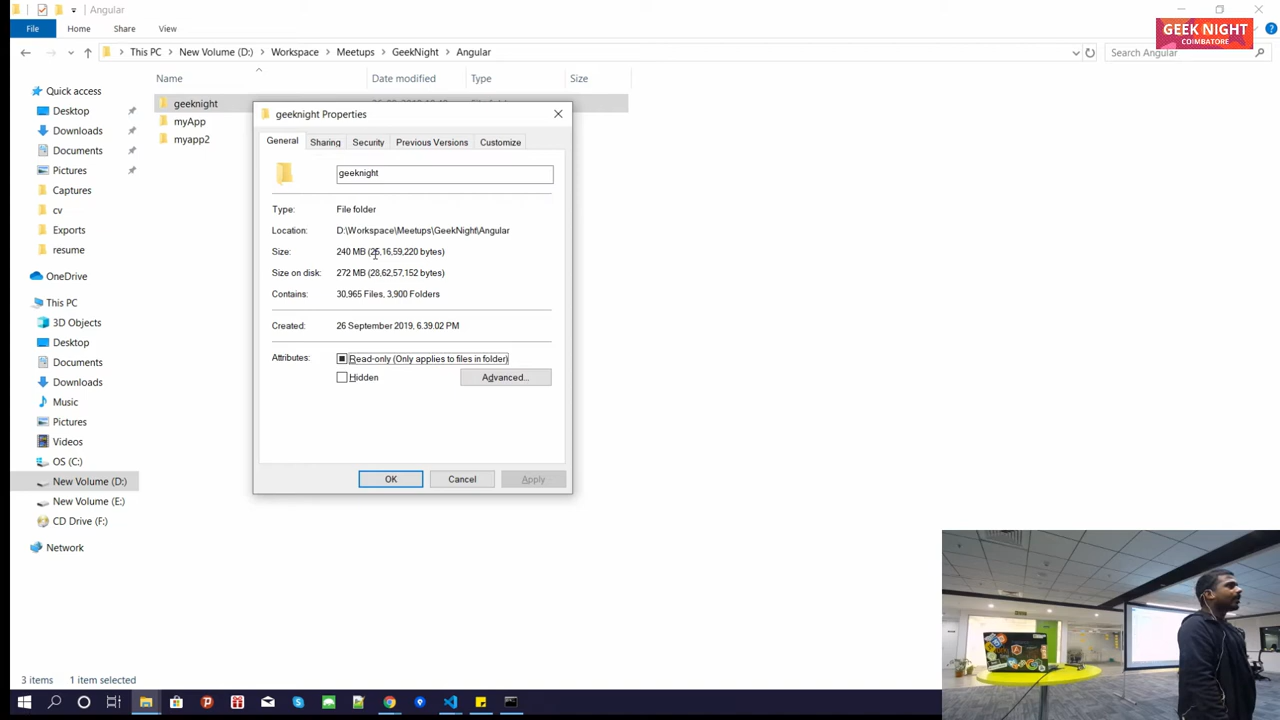 Angular
GEEK NIGHT
COIMBATORE
File
Home
Share
View
This PC
New Volume (D:)
Workspace
Meetups
GeekNight
Angular
Search Angular
Name
Date modified
Type
Size
Quick access
Desktop
Downloads
Documents
Pictures
Captures
cv
Exports
resume
OneDrive
This PC
3D Objects
Desktop
Documents
Downloads
Music
Pictures
Videos
OS (C:)
New Volume (D:)
New Volume (E:)
CD Drive (F:)
Network
geeknight
myApp
myapp2
geeknight Properties
General
Sharing
Security
Previous Versions
Customize
geeknight
Type: File folder
Location: D:\Workspace\Meetups\GeekNight\Angular
Size: 240 MB (25,16,59,220 bytes)
Size on disk: 272 MB (28,62,57,152 bytes)
Contains: 30,965 Files, 3,900 Folders
Created: 26 September 2019, 6.39.02 PM
Attributes: Read-only (Only applies to files in folder)
Hidden
Advanced...
OK
Cancel
Apply
3 items
1 item selected